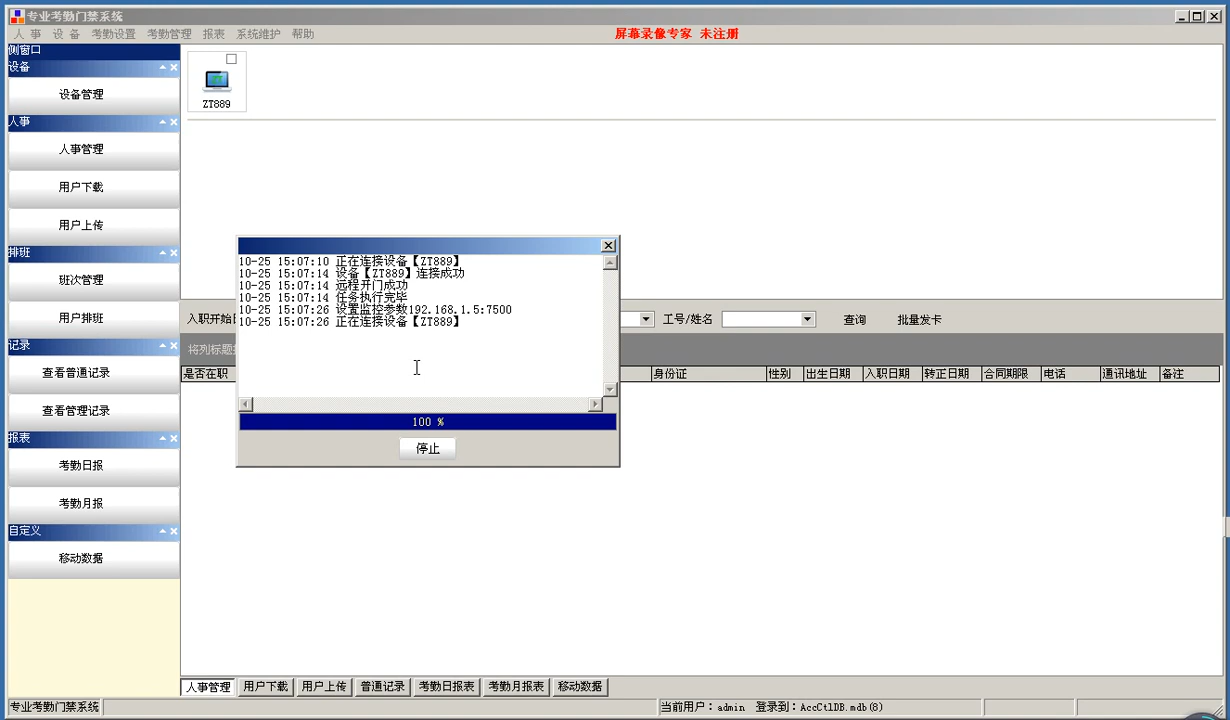 专业考勤门禁系统
人 事 设 备 考勤设置 考勤管理 报表 系统维护 帮助
屏幕录像专家 未注册
侧窗口
设备
设备管理
人事
人事管理
用户下载
用户上传
排班
班次管理
用户排班
记录
查看普通记录
查看管理记录
报表
考勤日报
考勤月报
自定义
移动数据
ZT889
10-25 15:07:10 正在连接设备【ZT889】
10-25 15:07:14 设备【ZT889】连接成功
10-25 15:07:14 远程开门成功
10-25 15:07:14 任务执行完毕
10-25 15:07:26 设置监控参数192.168.1.5:7500
10-25 15:07:26 正在连接设备【ZT889】
100 %
停止
入职开始 工号/姓名 查询 批量发卡
将列标题
是否在职 身份证 性别 出生日期 入职日期 转正日期 合同期限 电话 通讯地址 备注
人事管理 用户下载 用户上传 普通记录 考勤日报表 考勤月报表 移动数据
专业考勤门禁系统 当前用户：admin 登录到：AccCtlDB.mdb(8)